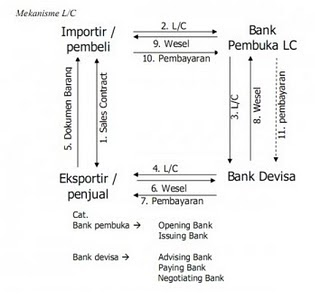 Mekanisme L/C
Importir /
pembeli
2. L/C
9. Wesel
10. Pembayaran
Bank
Pembuka LC
5. Dokumen Barang
1. Sales Contract
3. L/C
8. Wesel
11. pembayaran
Eksportir /
penjual
4. L/C
6. Wesel
7. Pembayaran
Bank Devisa
Cat.
Bank pembuka → Opening Bank
Issuing Bank
Bank devisa → Advising Bank
Paying Bank
Negotiating Bank